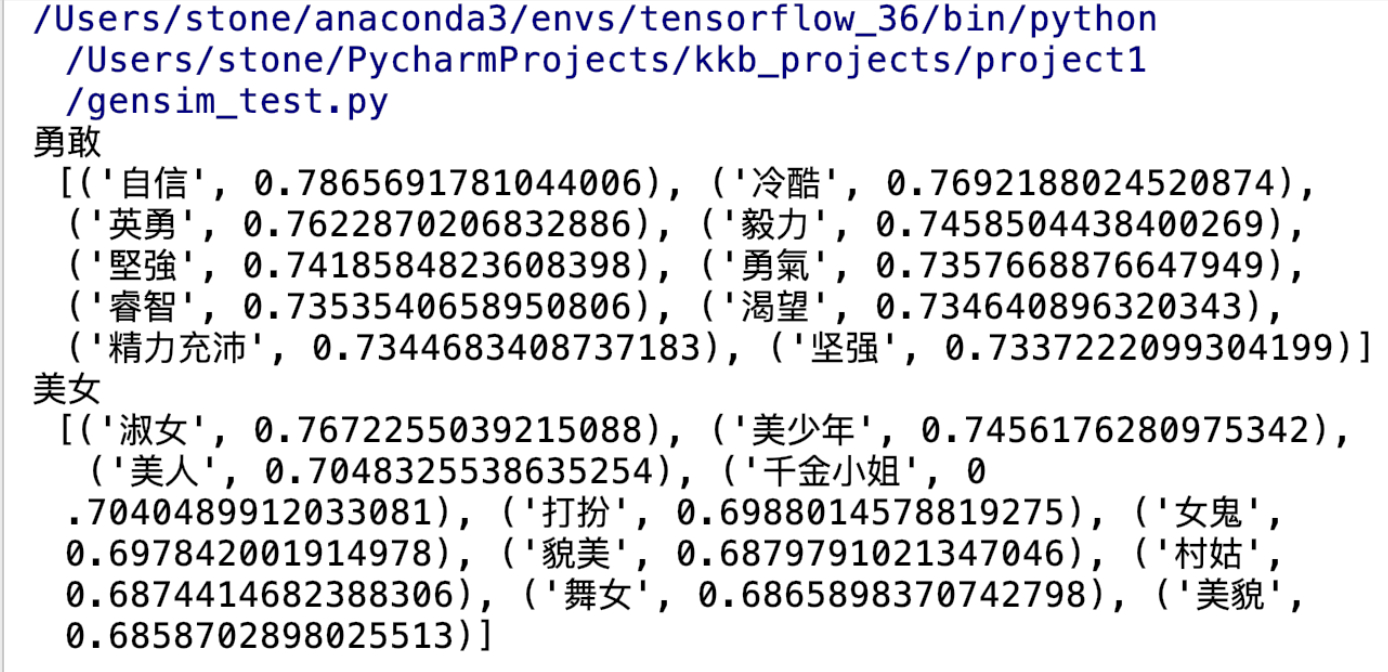 /Users/stone/anaconda3/envs/tensorflow_36/bin/python
/Users/stone/PycharmProjects/kkb_projects/project1
/gensim_test.py
勇敢
[('自信', 0.7865691781044006), ('冷酷', 0.7692188024520874),
('英勇', 0.7622870206832886), ('毅力', 0.7458504438400269),
('堅強', 0.7418584823608398), ('勇氣', 0.7357668876647949),
('睿智', 0.7353540658950806), ('渴望', 0.734640896320343),
('精力充沛', 0.7344683408737183), ('坚强', 0.7337222099304199)]
美女
[('淑女', 0.7672255039215088), ('美少年', 0.7456176280975342),
('美人', 0.7048325538635254), ('千金小姐', 0
.7040489912033081), ('打扮', 0.6988014578819275), ('女鬼',
0.697842001914978), ('貌美', 0.6879791021347046), ('村姑',
0.6874414682388306), ('舞女', 0.6865898370742798), ('美貌',
0.6858702898025513)]